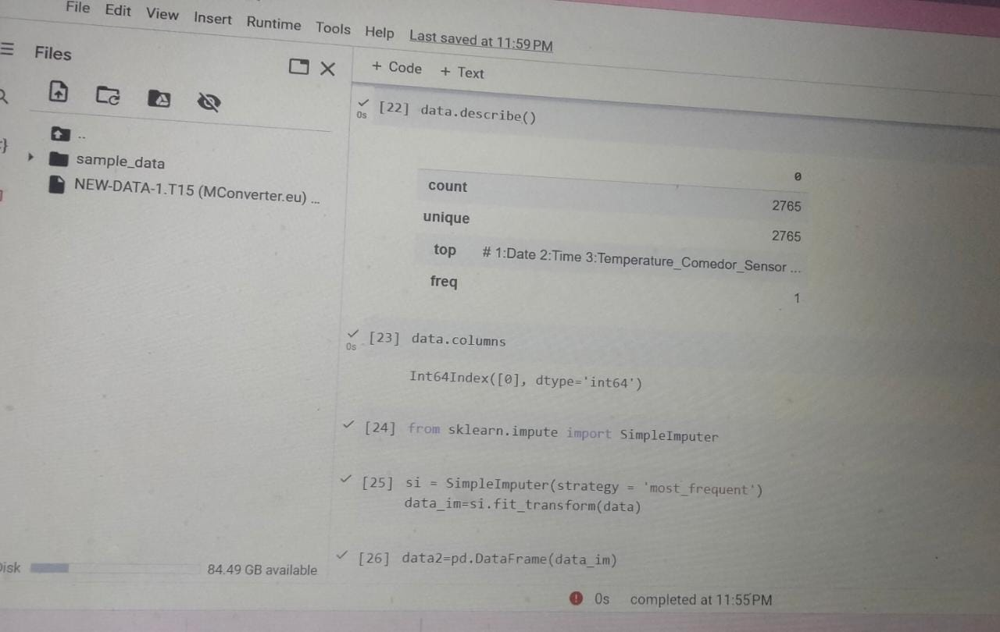 File Edit View Insert Runtime Tools Help Last saved at 11:59 PM
Files
+ Code + Text
[22] data.describe()
0s
..
sample_data
NEW-DATA-1.T15 (MConverter.eu) ...
0
count 2765
unique 2765
top # 1:Date 2:Time 3:Temperature_Comedor_Sensor ...
freq 1
[23] data.columns
0s
Int64Index([0], dtype='int64')
[24] from sklearn.impute import SimpleImputer
[25] si = SimpleImputer(strategy = 'most_frequent')
data_im=si.fit_transform(data)
[26] data2=pd.DataFrame(data_im)
Disk 84.49 GB available
0s completed at 11:55 PM